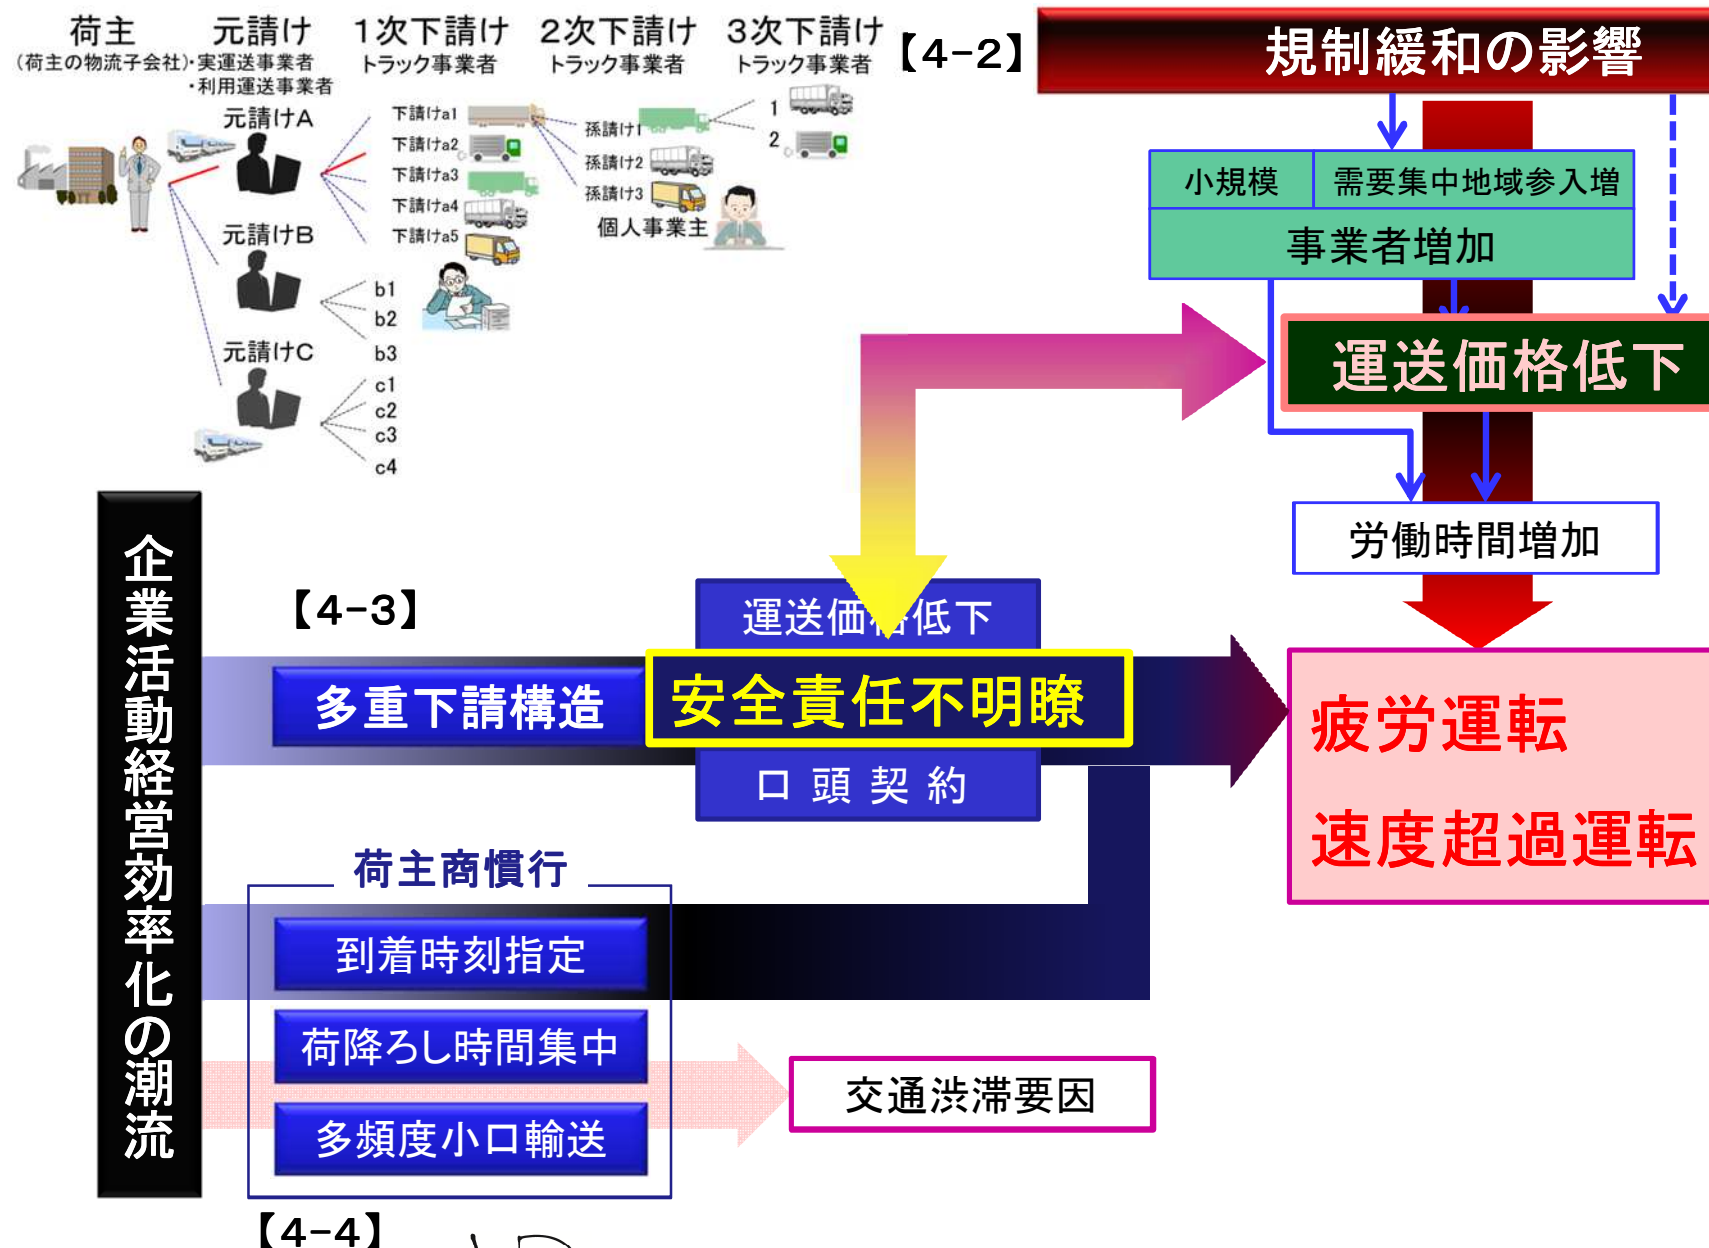 荷主 元請け 1次下請け 2次下請け 3次下請け
(荷主の物流子会社)・実運送事業者 トラック事業者 トラック事業者 トラック事業者
・利用運送事業者
元請けA
下請けa1
下請けa2
下請けa3
下請けa4
下請けa5
孫請け1
孫請け2
孫請け3
1
2
個人事業主
元請けB
b1
b2
b3
元請けC
c1
c2
c3
c4
【4-2】
規制緩和の影響
小規模 需要集中地域参入増
事業者増加
運送価格低下
労働時間増加
企業活動経営効率化の潮流
【4-3】
運送価格低下
多重下請構造 安全責任不明瞭
口頭契約
疲労運転
速度超過運転
荷主商慣行
到着時刻指定
荷降ろし時間集中
多頻度小口輸送
交通渋滞要因
【4-4】